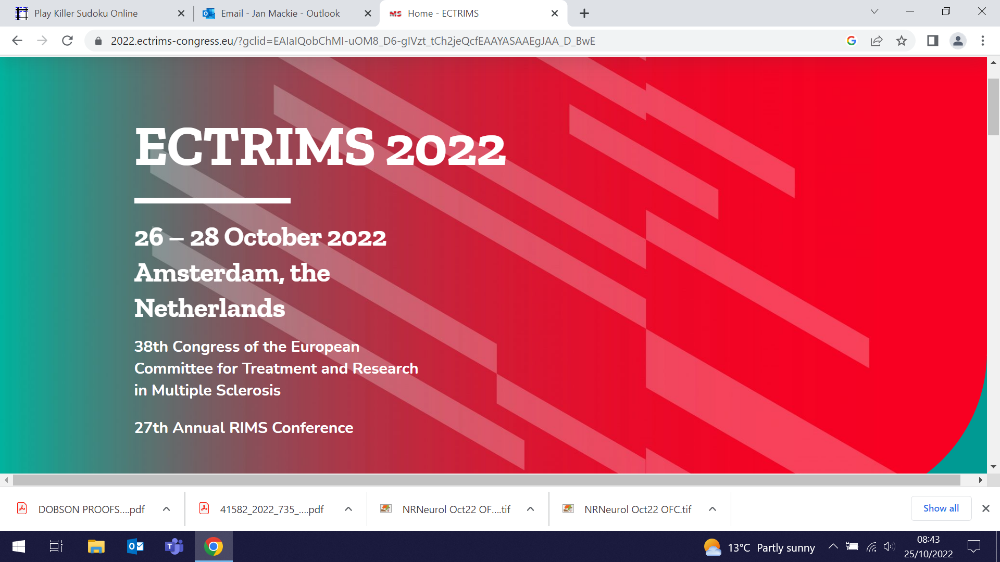 Play Killer Sudoku Online
Email - Jan Mackie - Outlook
MS
Home - ECTRIMS
2022.ectrims-congress.eu/?gclid=EAIaIQobChMI-uOM8_D6-gIVzt_tCh2jeQcfEAAYASAAEgJAA_D_BwE
ECTRIMS 2022
26 – 28 October 2022
Amsterdam, the
Netherlands
38th Congress of the European
Committee for Treatment and Research
in Multiple Sclerosis
27th Annual RIMS Conference
DOBSON PROOFS....pdf
41582_2022_735_....pdf
NRNeurol Oct22 OF....tif
NRNeurol Oct22 OFC.tif
Show all
13°C Partly sunny
08:43
25/10/2022